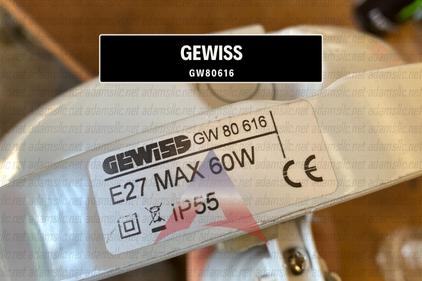 GEWISS
GW80616
GEWISS GW 80 616
E27 MAX 60W
IP55
CE